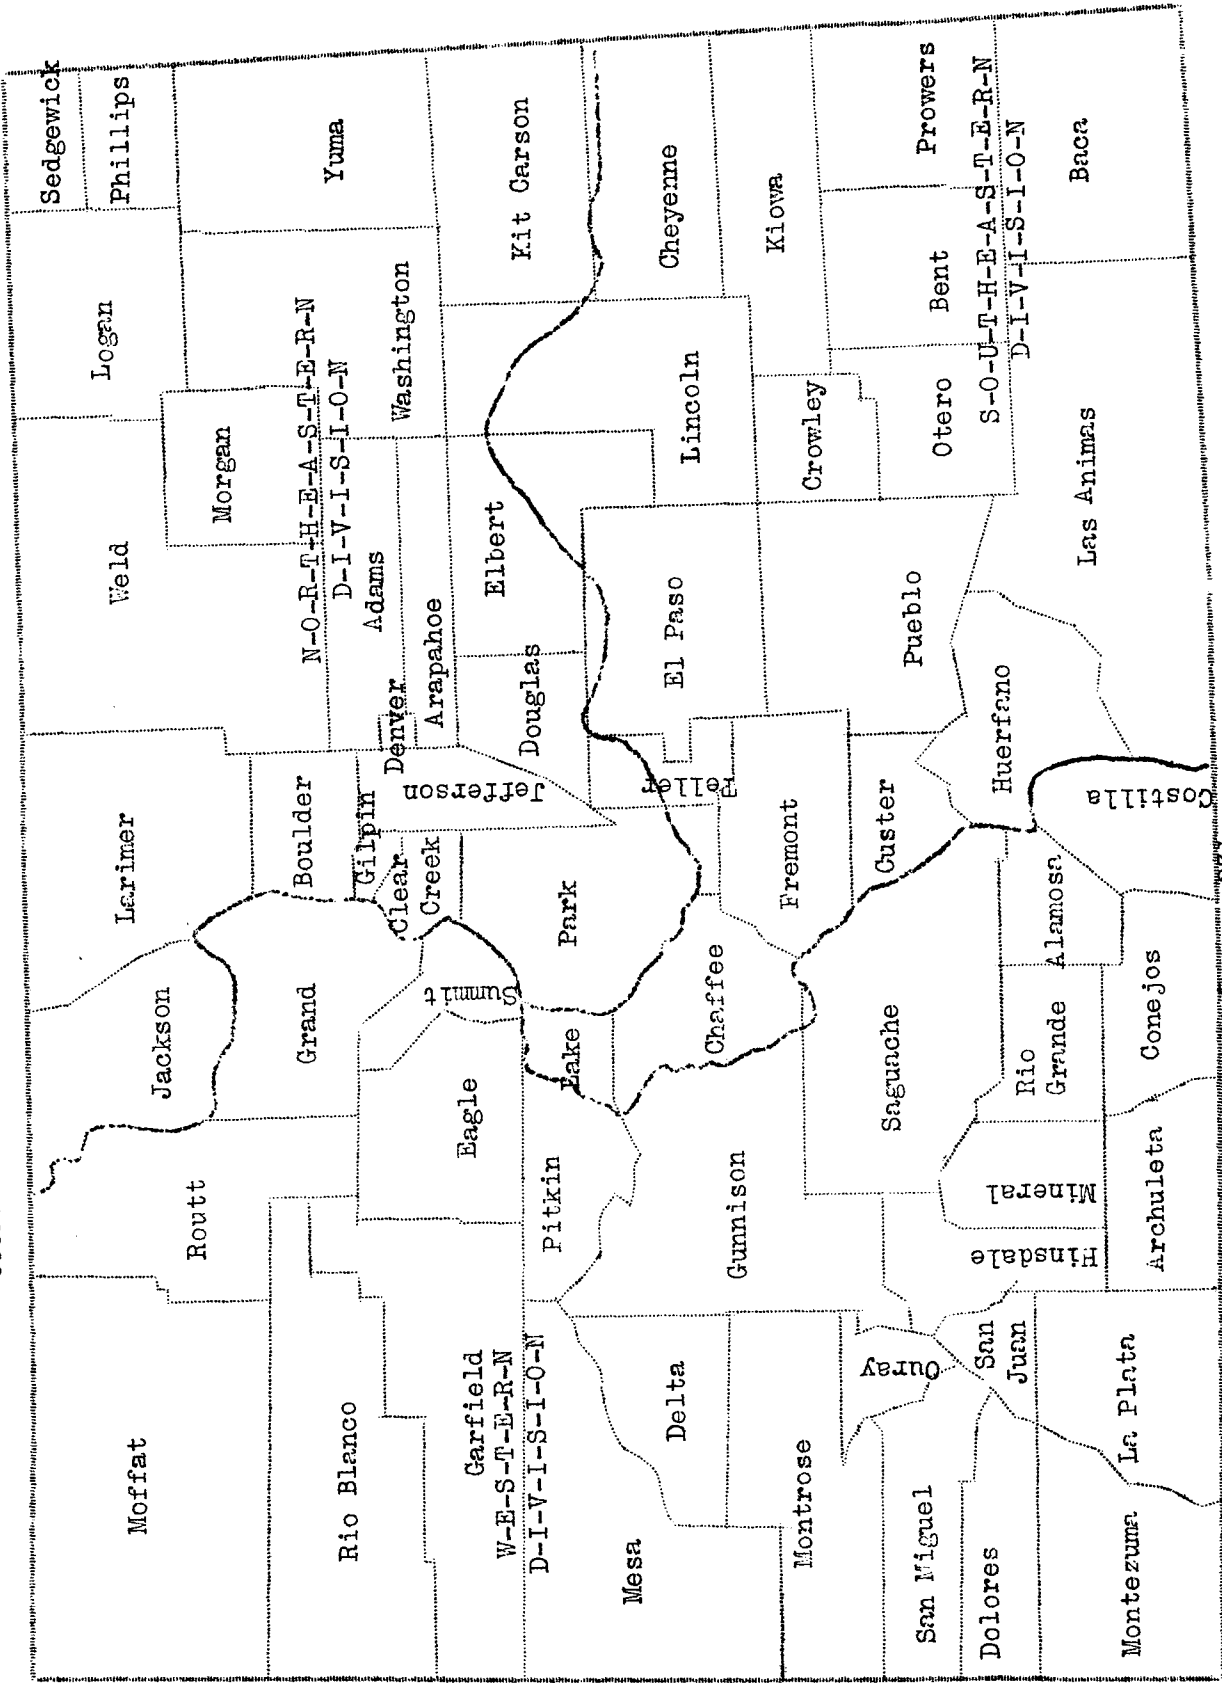 Moffat
Routt
Jackson
Larimer
Weld
Logan
Sedgewick
Phillips
Rio Blanco
Grand
Boulder
Gilpin
Morgan
N-O-R-T-H-E-A-S-T-E-R-N
D-I-V-I-S-I-O-N
Yuma
Washington
Adams
Denver
Arapahoe
Clear
Creek
Jefferson
Summit
Eagle
Garfield
W-E-S-T-E-R-N
D-I-V-I-S-I-O-N
Pitkin
Lake
Park
Douglas
Elbert
Kit Carson
Mesa
Delta
Gunnison
Chaffee
Teller
El Paso
Lincoln
Cheyenne
Kiowa
Crowley
Fremont
Montrose
Ouray
Saguache
Custer
Pueblo
Otero
Bent
Prowers
S-O-U-T-H-E-A-S-T-E-R-N
D-I-V-I-S-I-O-N
San Miguel
Dolores
San
Juan
Hinsdale
Mineral
Rio
Grande
Alamosa
Huerfano
Las Animas
Baca
Montezuma
La Plata
Archuleta
Conejos
Costilla